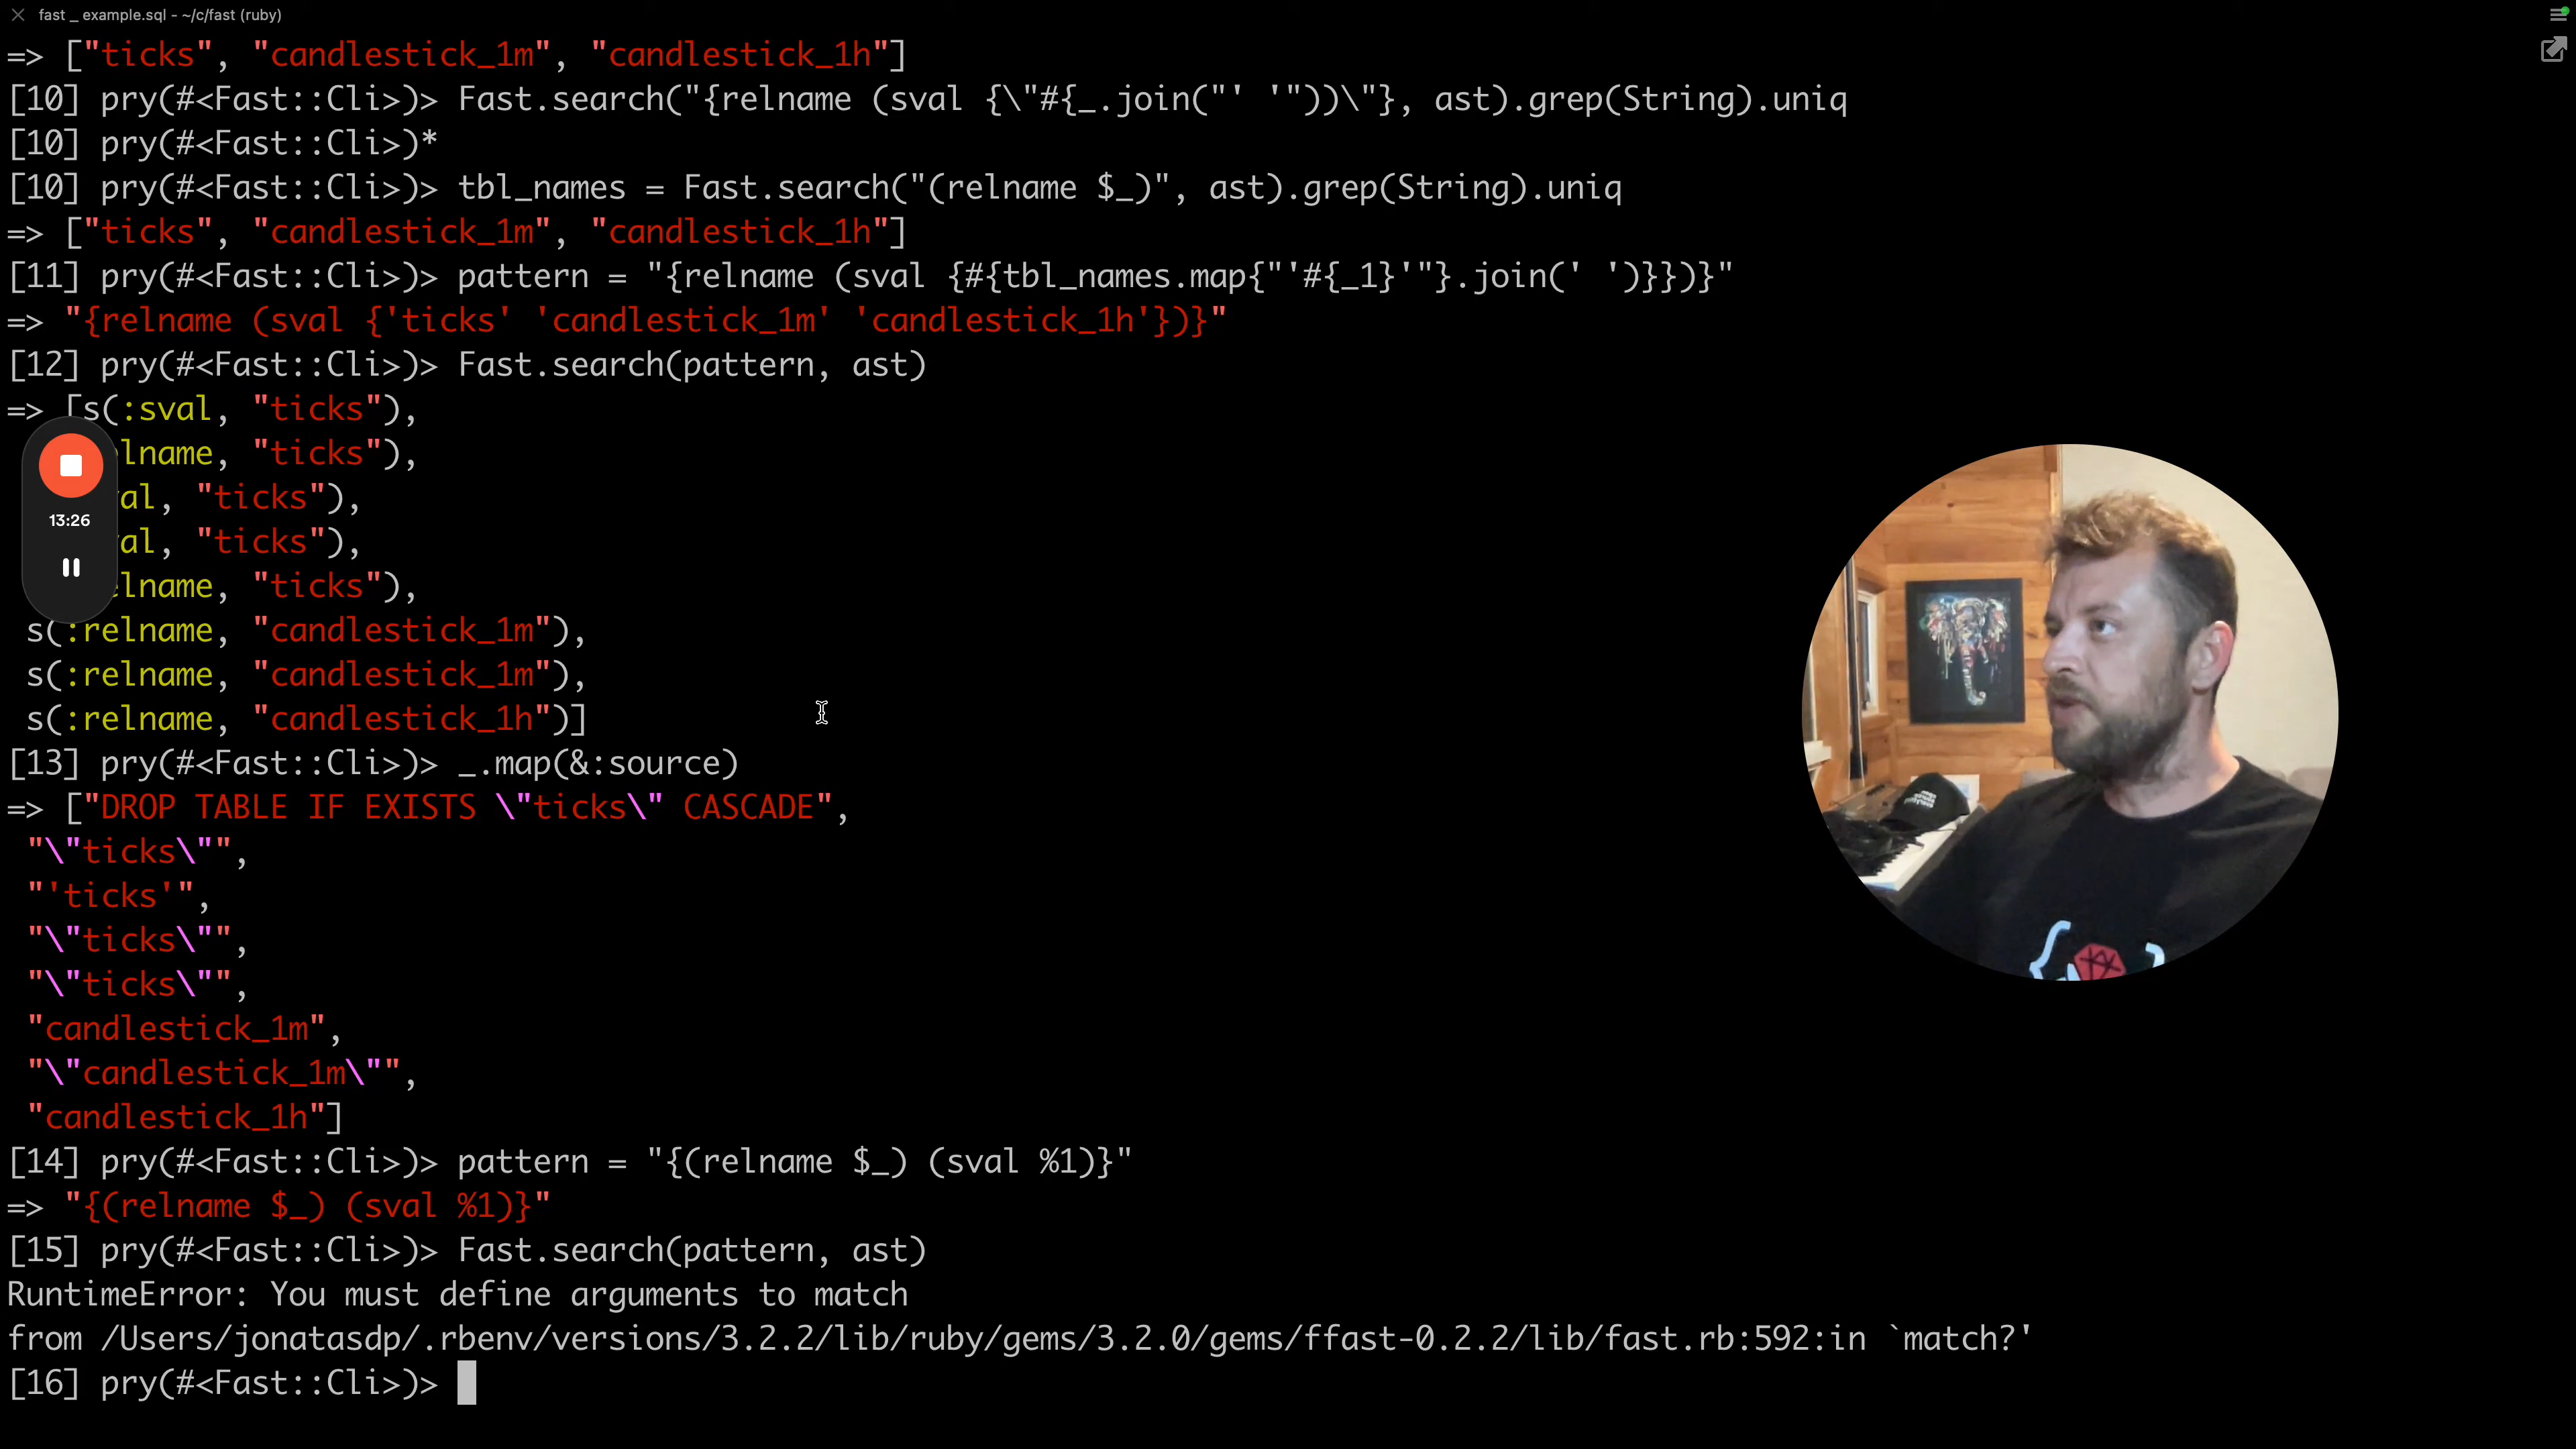 fast _ example.sql - ~/c/fast (ruby)
=> ["ticks", "candlestick_1m", "candlestick_1h"]
[10] pry(#<Fast::Cli>)> Fast.search("{relname (sval {\"#{_.join("' '"))\"}, ast).grep(String).uniq
[10] pry(#<Fast::Cli>)*
[10] pry(#<Fast::Cli>)> tbl_names = Fast.search("(relname $_)", ast).grep(String).uniq
=> ["ticks", "candlestick_1m", "candlestick_1h"]
[11] pry(#<Fast::Cli>)> pattern = "{relname (sval {#{tbl_names.map{"'#{_1}'"}.join(' ')}})}"
=> "{relname (sval {'ticks' 'candlestick_1m' 'candlestick_1h'})}"
[12] pry(#<Fast::Cli>)> Fast.search(pattern, ast)
=> [s(:sval, "ticks"),
elname, "ticks"),
val, "ticks"),
val, "ticks"),
elname, "ticks"),
s(:relname, "candlestick_1m"),
s(:relname, "candlestick_1m"),
s(:relname, "candlestick_1h")]
13:26
[13] pry(#<Fast::Cli>)> _.map(&:source)
=> ["DROP TABLE IF EXISTS \"ticks\" CASCADE",
"\"ticks\"",
"'ticks'",
"\"ticks\"",
"\"ticks\"",
"candlestick_1m",
"\"candlestick_1m\"",
"candlestick_1h"]
[14] pry(#<Fast::Cli>)> pattern = "{(relname $_) (sval %1)}"
=> "{(relname $_) (sval %1)}"
[15] pry(#<Fast::Cli>)> Fast.search(pattern, ast)
RuntimeError: You must define arguments to match
from /Users/jonatasdp/.rbenv/versions/3.2.2/lib/ruby/gems/3.2.0/gems/ffast-0.2.2/lib/fast.rb:592:in `match?'
[16] pry(#<Fast::Cli>)>